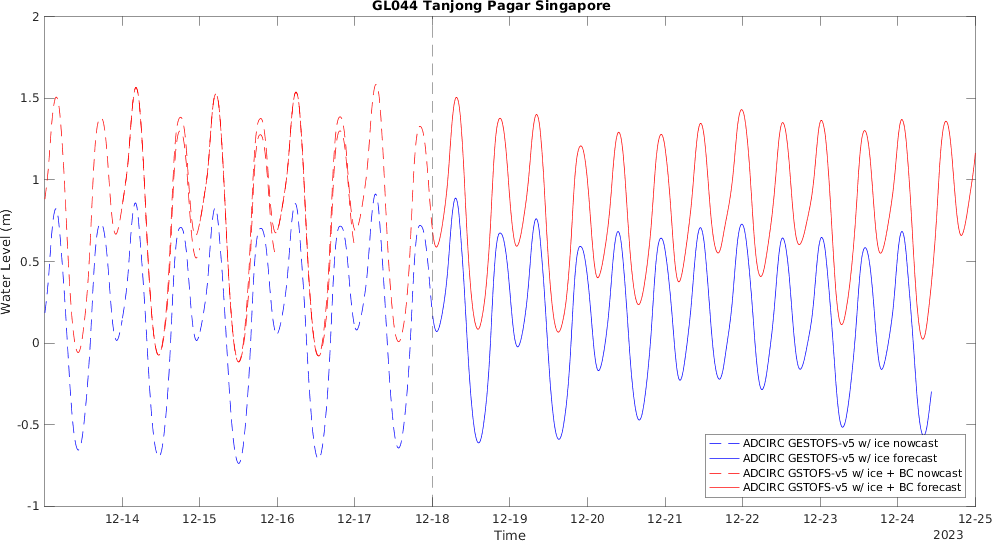 GL044 Tanjong Pagar Singapore
2
1.5
1
0.5
0
-0.5
-1
Water Level (m)
ADCIRC GESTOFS-v5 w/ ice nowcast
ADCIRC GESTOFS-v5 w/ ice forecast
ADCIRC GSTOFS-v5 w/ ice + BC nowcast
ADCIRC GSTOFS-v5 w/ ice + BC forecast
12-14 12-15 12-16 12-17 12-18 12-19 12-20 12-21 12-22 12-23 12-24 12-25
Time
2023